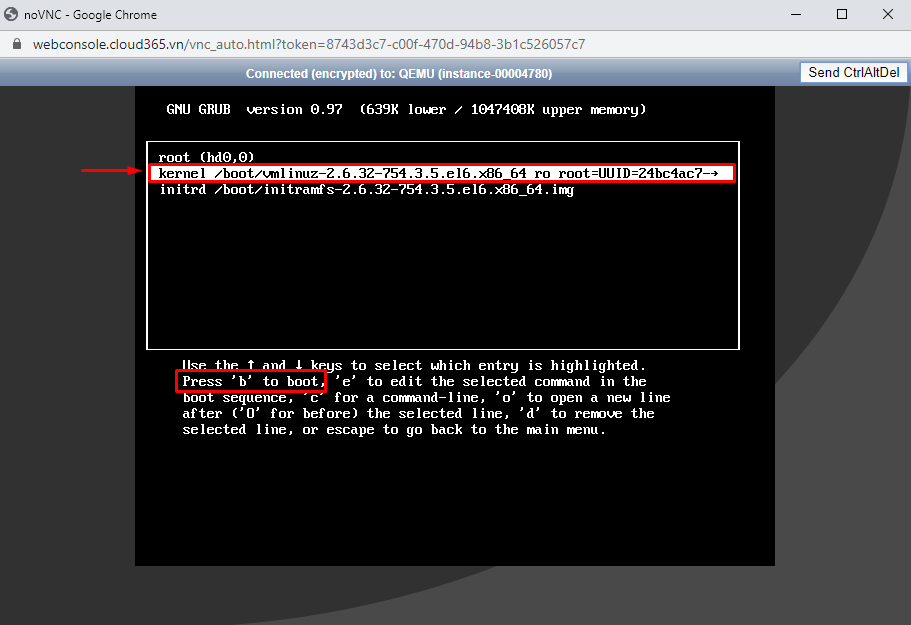 noVNC - Google Chrome
webconsole.cloud365.vn/vnc_auto.html?token=8743d3c7-c00f-470d-94b8-3b1c526057c7
Connected (encrypted) to: QEMU (instance-00004780)
Send CtrlAltDel
GNU GRUB  version 0.97  (639K lower / 1047408K upper memory)
root (hd0,0)
kernel /boot/vmlinuz-2.6.32-754.3.5.el6.x86_64 ro root=UUID=24bc4ac7-→
initrd /boot/initramfs-2.6.32-754.3.5.el6.x86_64.img
Use the ↑ and ↓ keys to select which entry is highlighted.
Press 'b' to boot, 'e' to edit the selected command in the
boot sequence, 'c' for a command-line, 'o' to open a new line
after ('O' for before) the selected line, 'd' to remove the
selected line, or escape to go back to the main menu.